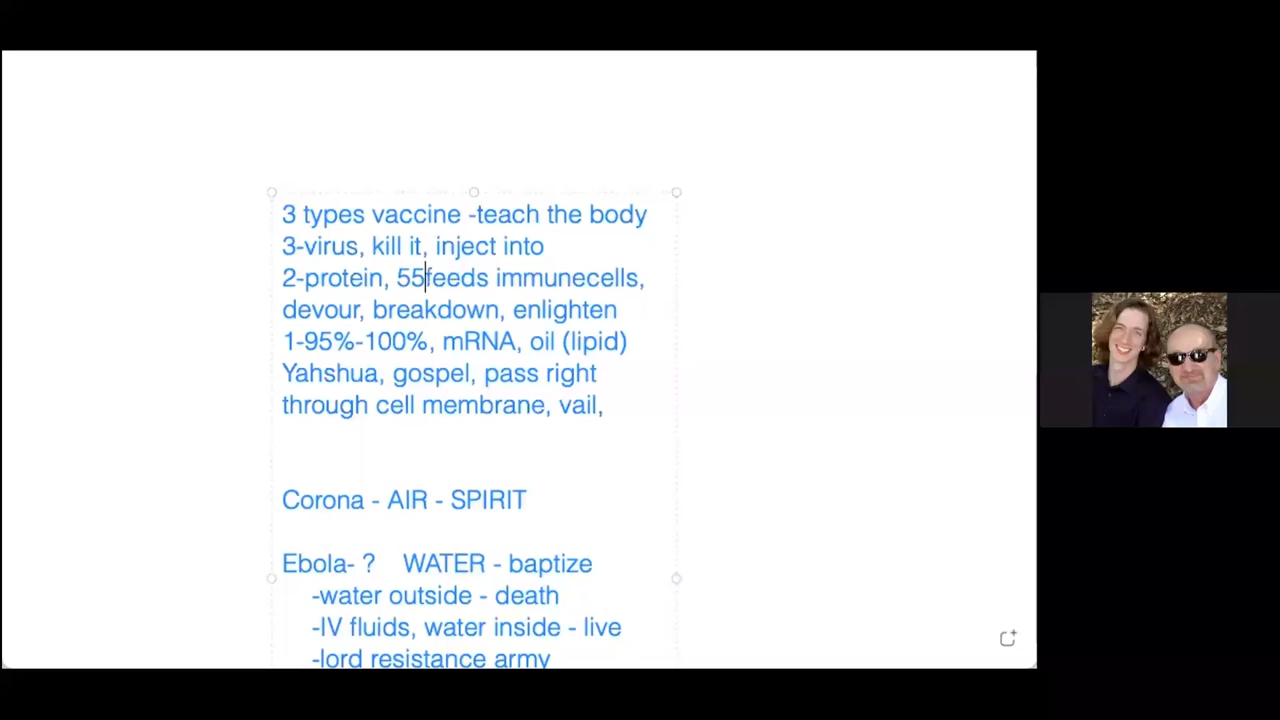 3 types vaccine -teach the body
3-virus, kill it, inject into
2-protein, 55feeds immunecells,
devour, breakdown, enlighten
1-95%-100%, mRNA, oil (lipid)
Yahshua, gospel, pass right
through cell membrane, vail,
Corona - AIR - SPIRIT
Ebola- ? WATER - baptize
-water outside - death
-IV fluids, water inside - live
-lord resistance army